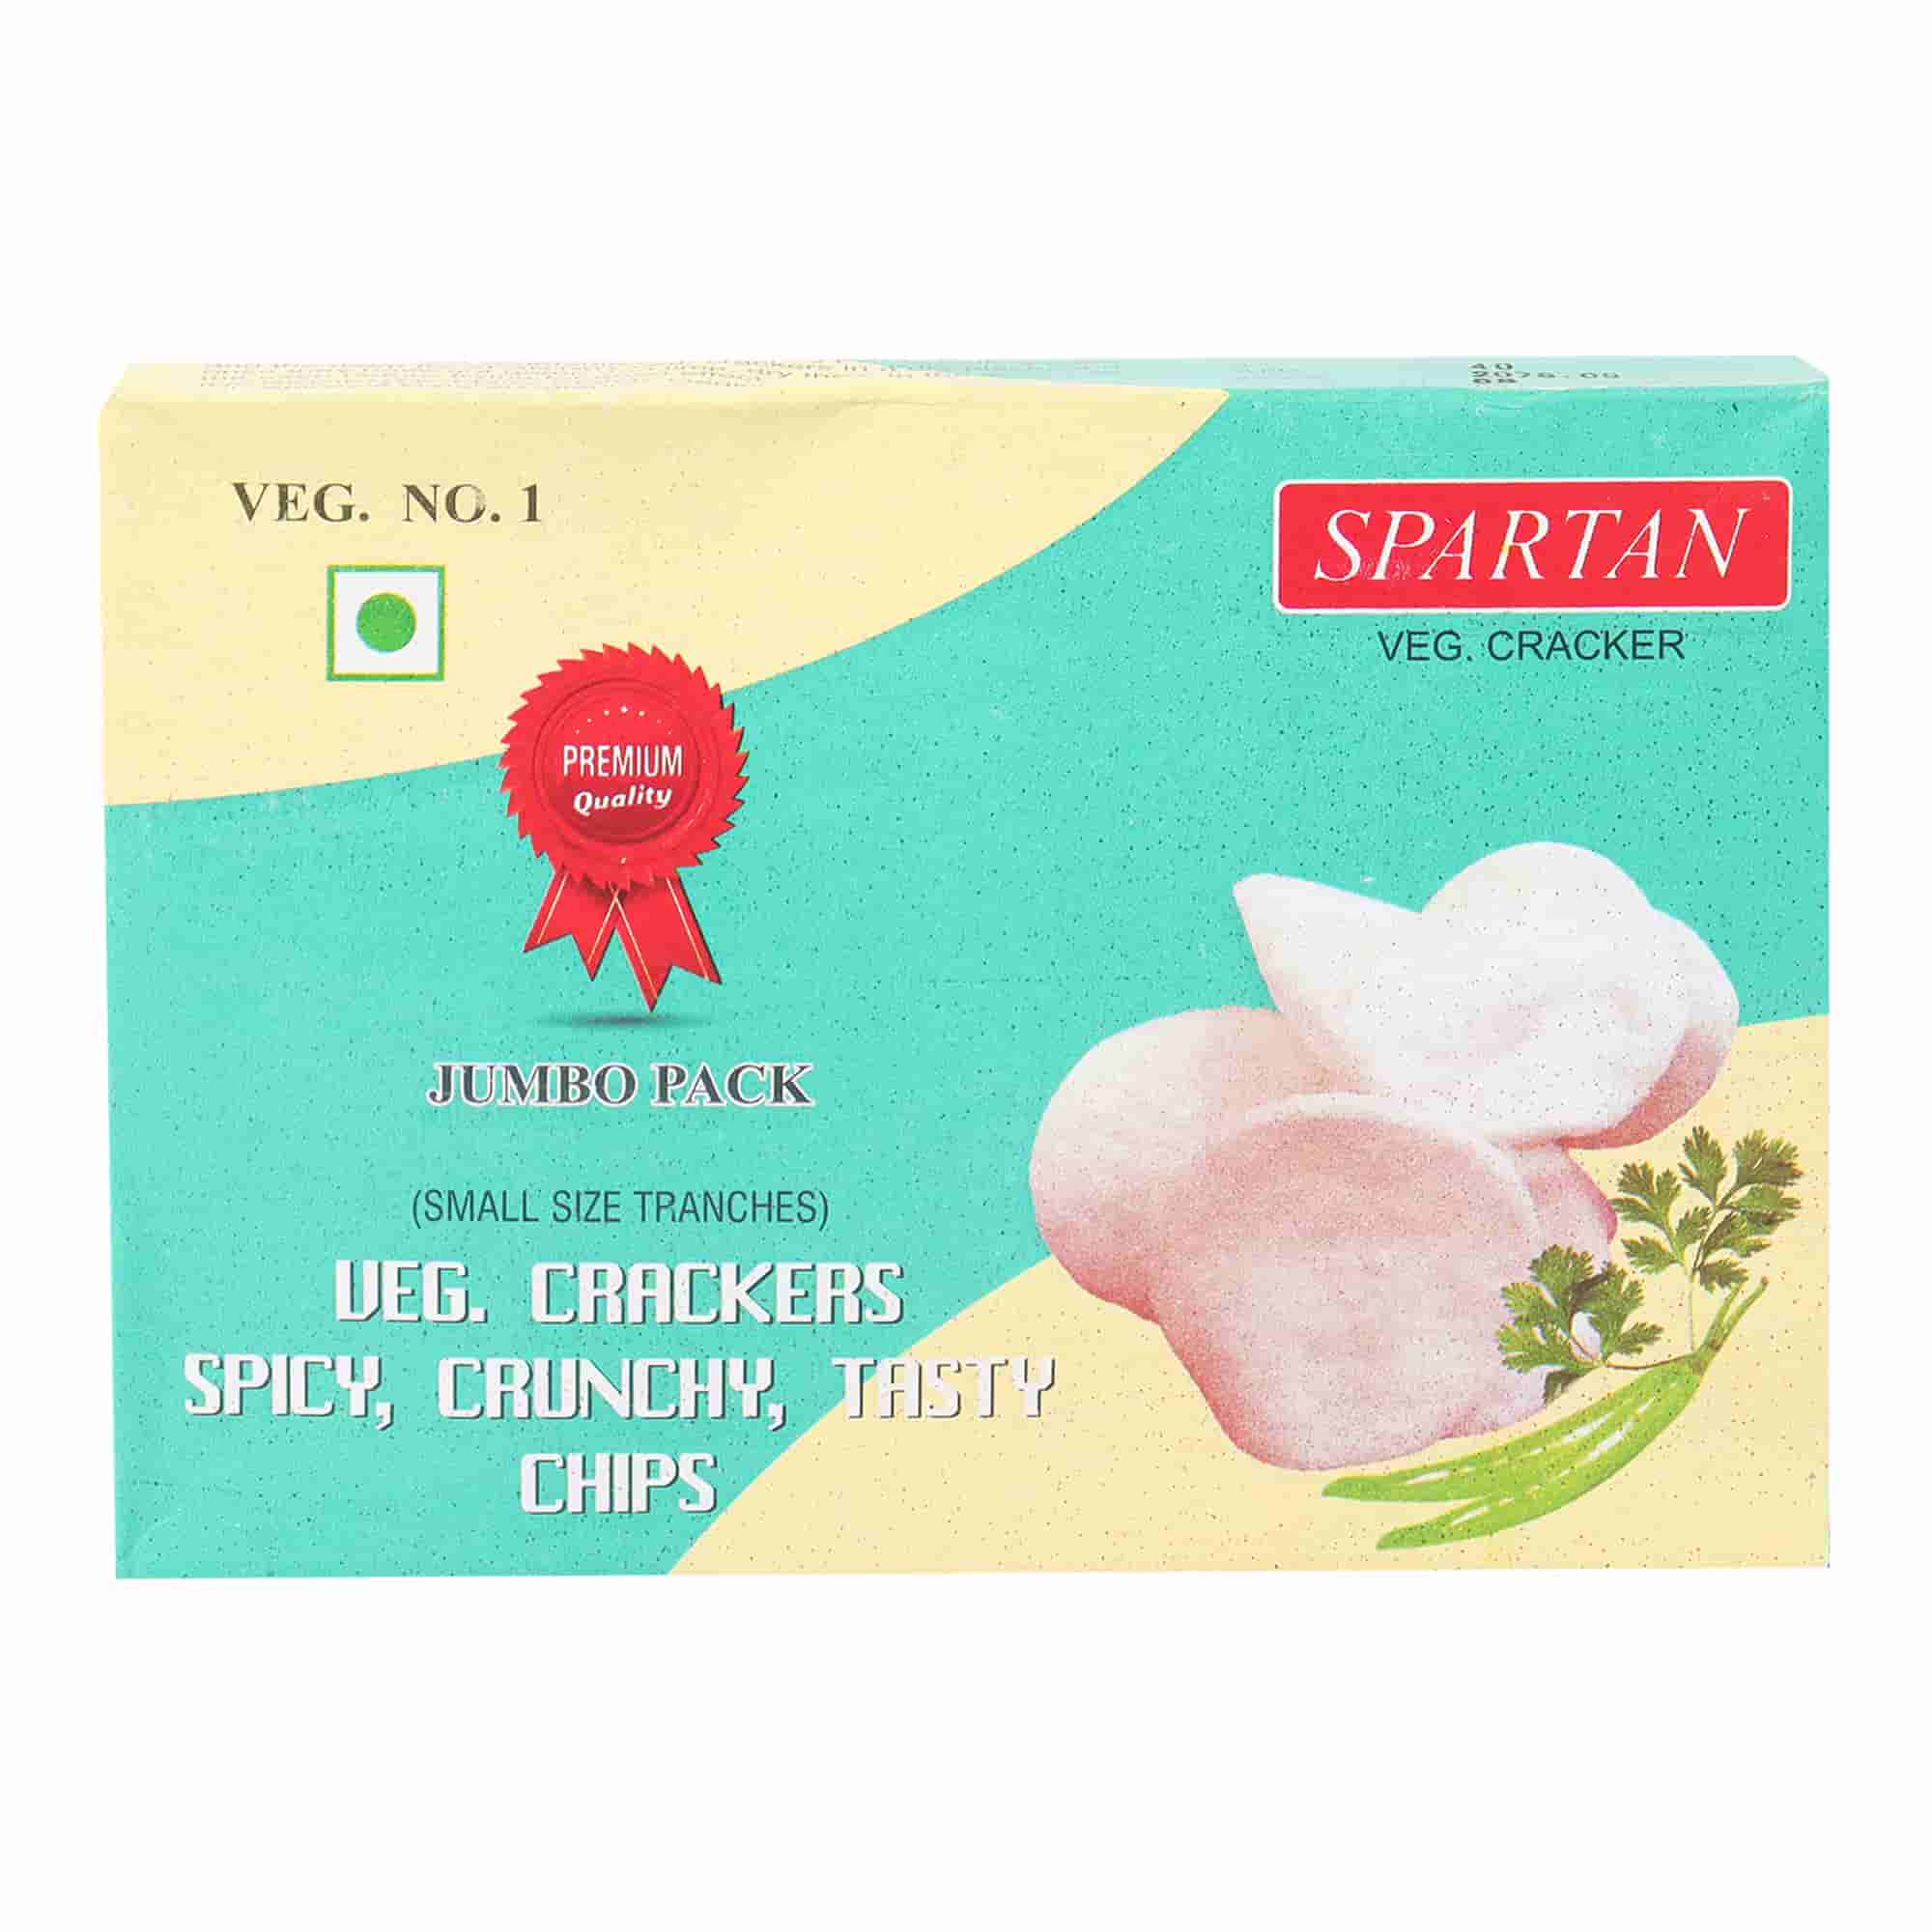 40
VEG. NO. 1
SPARTAN
VEG. CRACKER
PREMIUM
Quality
JUMBO PACK
(SMALL SIZE TRANCHES)
VEG. CRACKERS
SPICY, CRUNCHY, TASTY
CHIPS